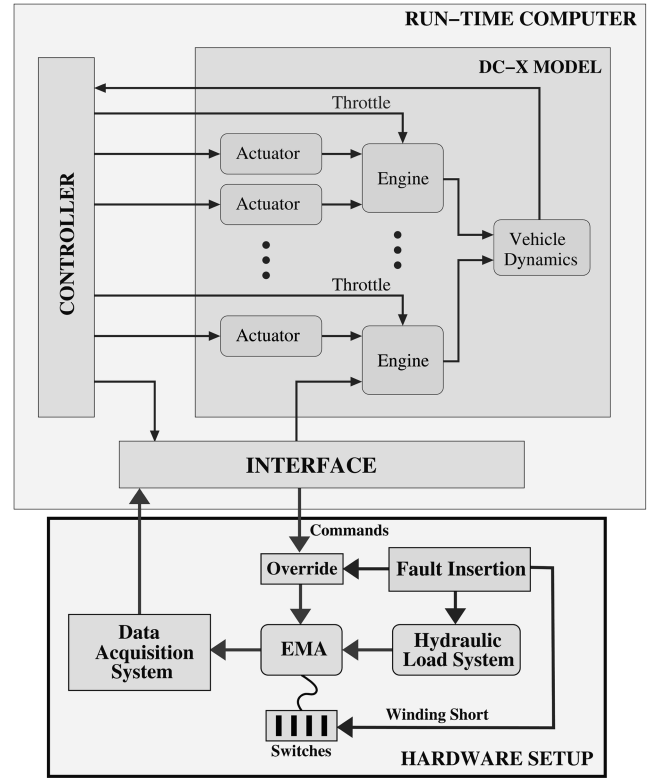 RUN–TIME COMPUTER
DC–X MODEL
CONTROLLER
Throttle
Actuator
Engine
Actuator
Vehicle
Dynamics
Throttle
Actuator
Engine
INTERFACE
Commands
Override
Fault Insertion
Data
Acquisition
System
EMA
Hydraulic
Load System
Winding Short
Switches
HARDWARE SETUP